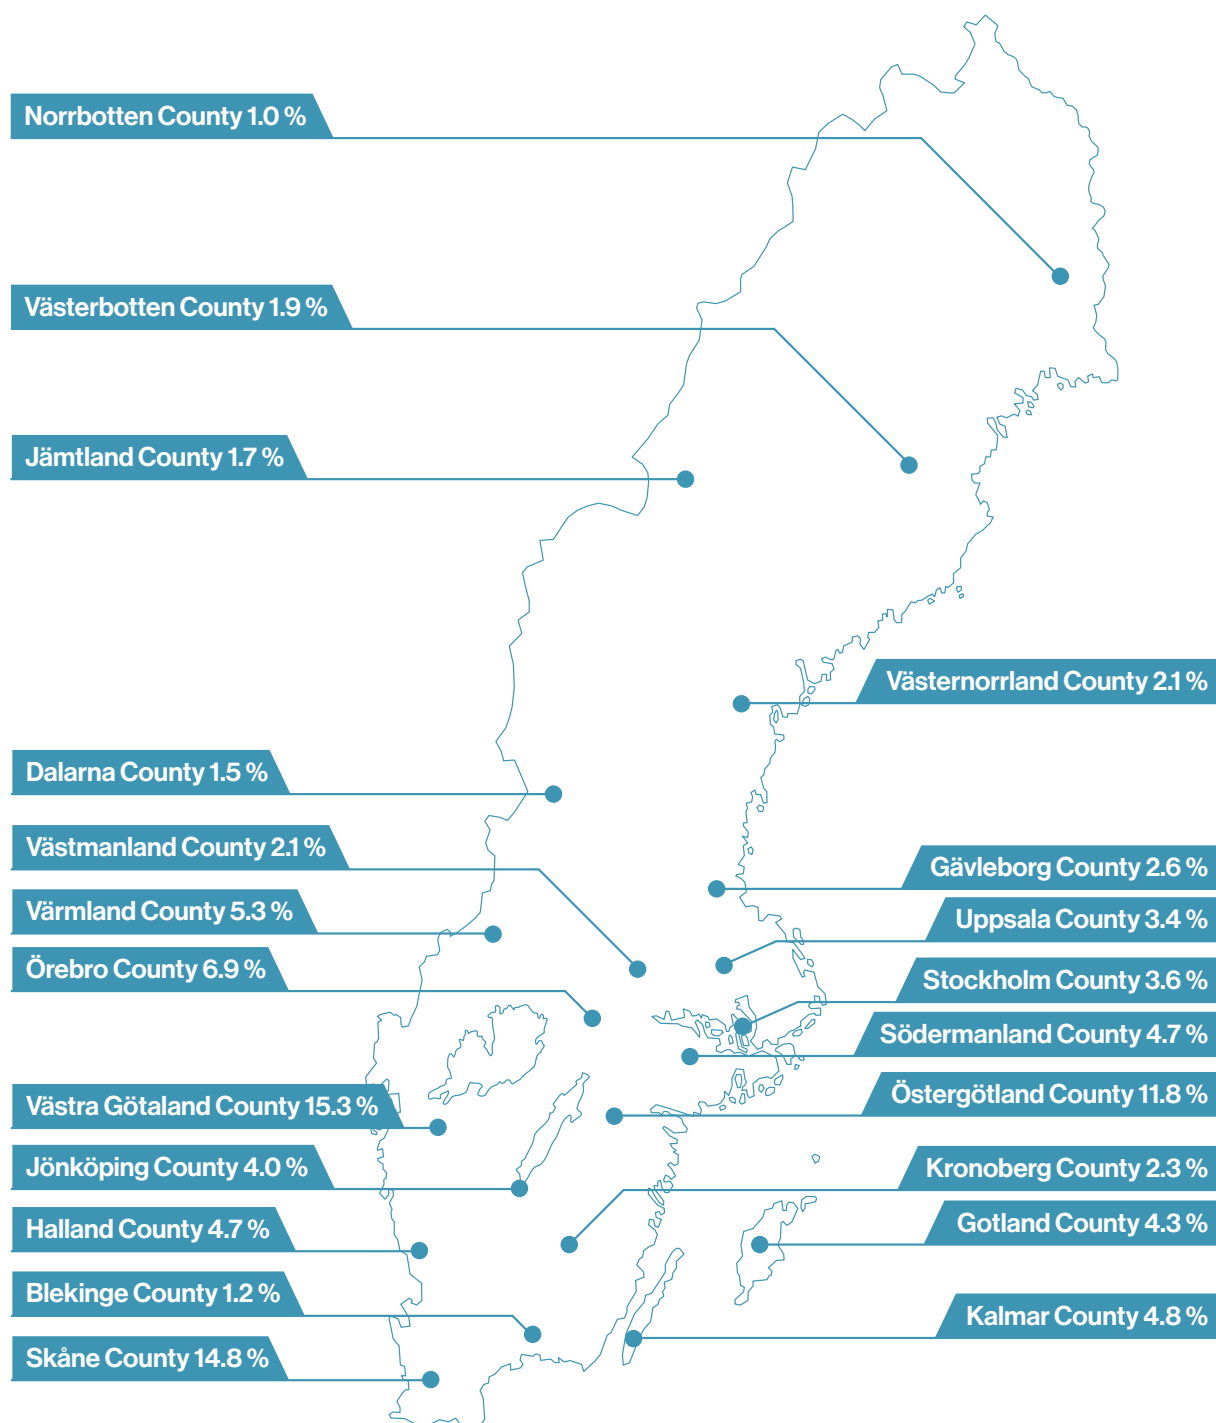 Norrbotten County 1.0 %
Västerbotten County 1.9 %
Jämtland County 1.7 %
Västernorrland County 2.1 %
Dalarna County 1.5 %
Västmanland County 2.1 %
Gävleborg County 2.6 %
Värmland County 5.3 %
Uppsala County 3.4 %
Örebro County 6.9 %
Stockholm County 3.6 %
Södermanland County 4.7 %
Västra Götaland County 15.3 %
Östergötland County 11.8 %
Jönköping County 4.0 %
Kronoberg County 2.3 %
Halland County 4.7 %
Gotland County 4.3 %
Blekinge County 1.2 %
Kalmar County 4.8 %
Skåne County 14.8 %